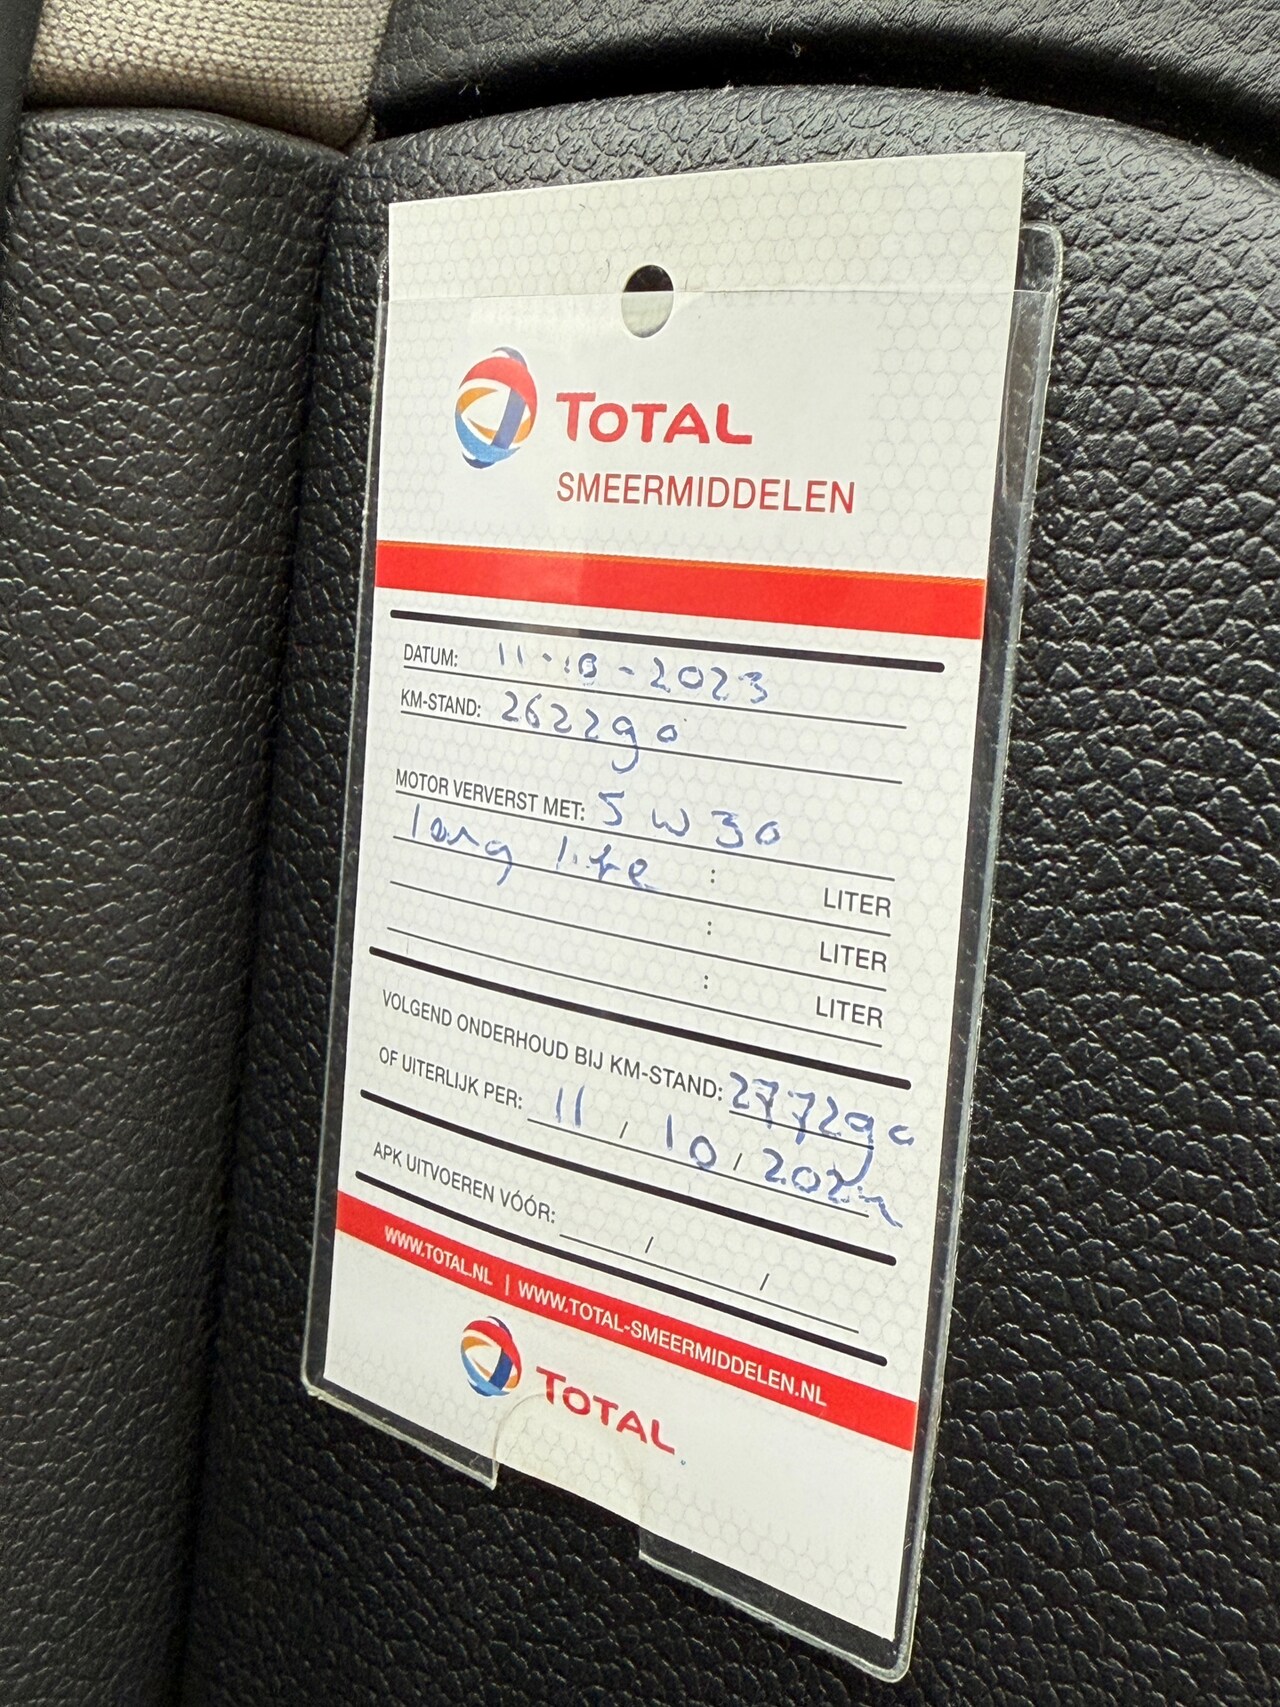 TOTAL
SMEERMIDDELEN
DATUM: 11-10-2023
KM-STAND: 262290
MOTOR VERVERST MET: 5 W 30
long life : LITER
: LITER
: LITER
VOLGEND ONDERHOUD BIJ KM-STAND: 277290
OF UITERLIJK PER: 11 / 10 / 2024
APK UITVOEREN VÓÓR: / /
WWW.TOTAL.NL | WWW.TOTAL-SMEERMIDDELEN.NL
TOTAL